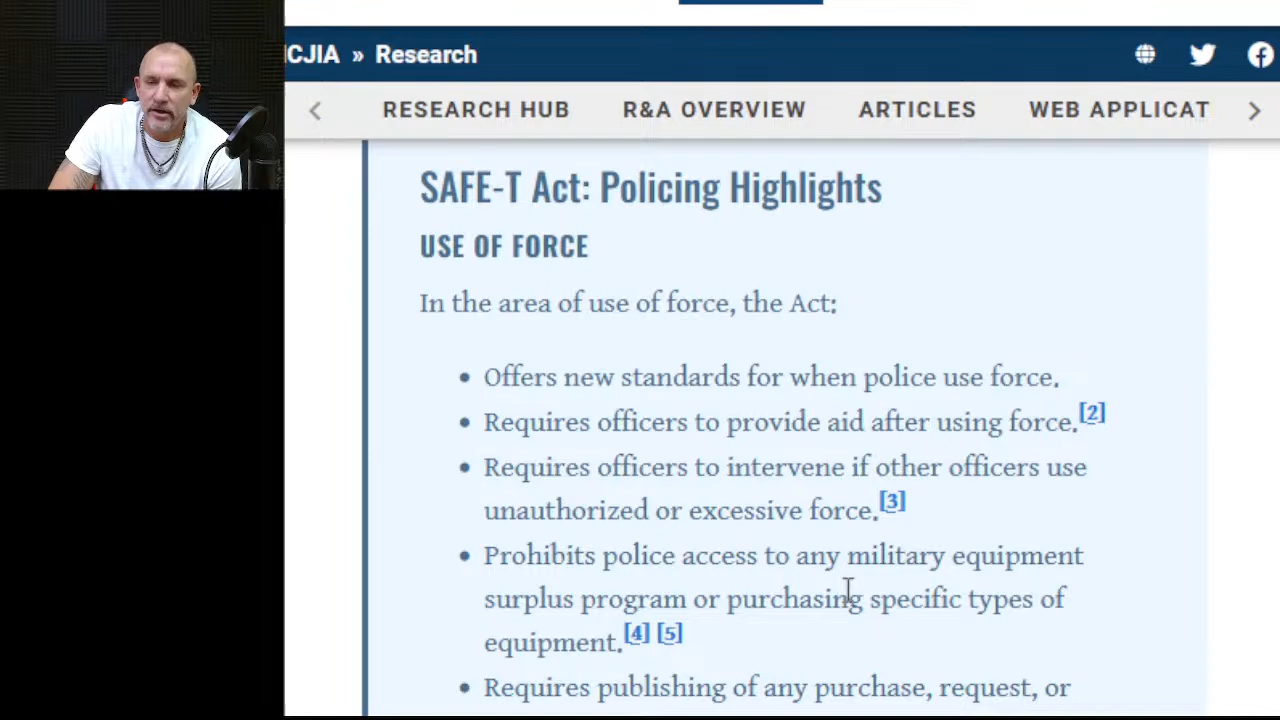 ICJIA » Research
RESEARCH HUB R&A OVERVIEW ARTICLES WEB APPLICAT
SAFE-T Act: Policing Highlights
USE OF FORCE
In the area of use of force, the Act:
• Offers new standards for when police use force.
• Requires officers to provide aid after using force.[2]
• Requires officers to intervene if other officers use
unauthorized or excessive force.[3]
• Prohibits police access to any military equipment
surplus program or purchasing specific types of
equipment.[4] [5]
• Requires publishing of any purchase, request, or